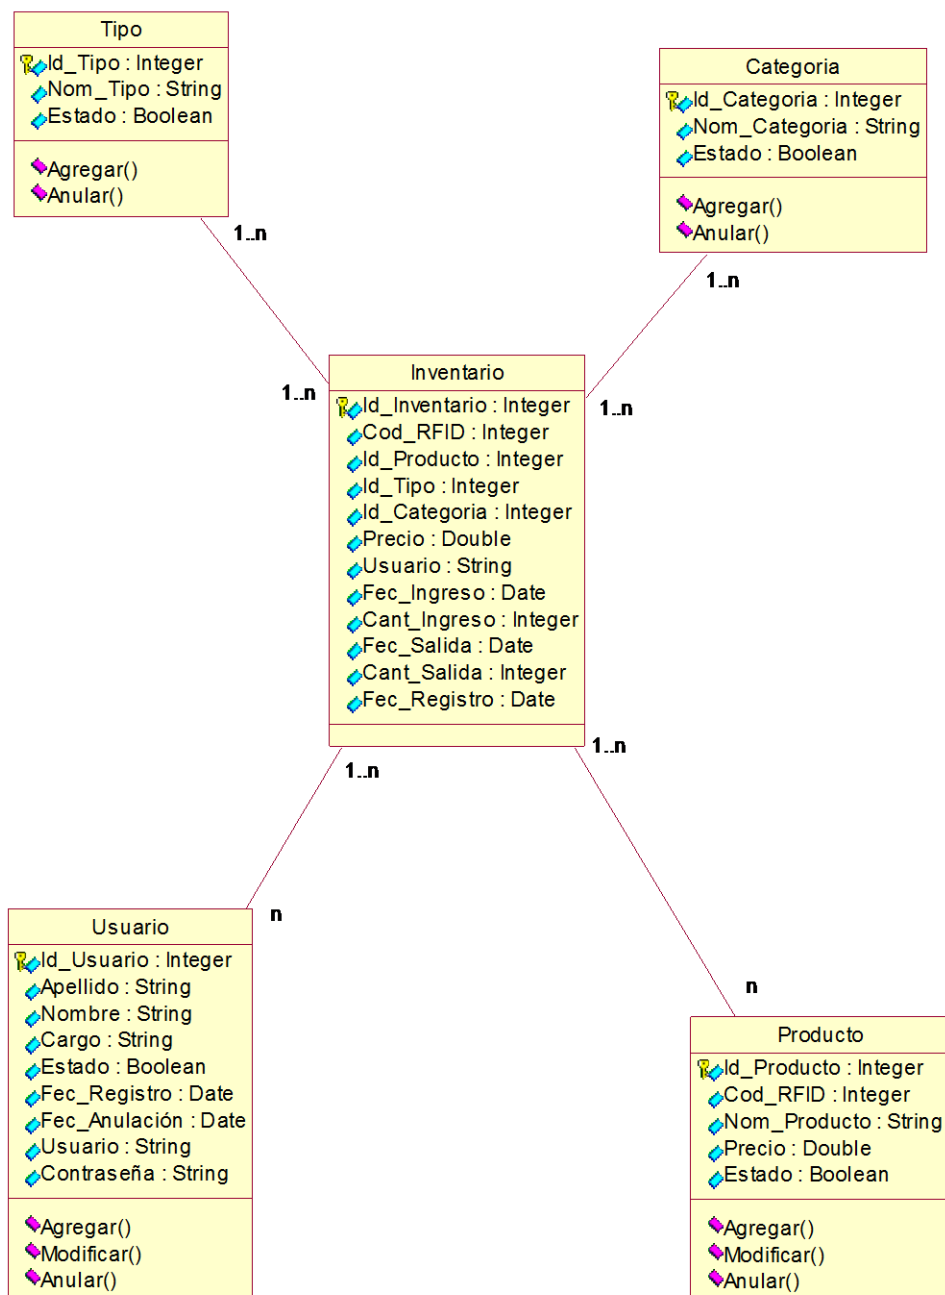 Tipo
Id_Tipo : Integer
Nom_Tipo : String
Estado : Boolean
Agregar()
Anular()
Categoria
Id_Categoria : Integer
Nom_Categoria : String
Estado : Boolean
Agregar()
Anular()
1..n
1..n
1..n
1..n
Inventario
Id_Inventario : Integer
Cod_RFID : Integer
Id_Producto : Integer
Id_Tipo : Integer
Id_Categoria : Integer
Precio : Double
Usuario : String
Fec_Ingreso : Date
Cant_Ingreso : Integer
Fec_Salida : Date
Cant_Salida : Integer
Fec_Registro : Date
1..n
1..n
n
n
Usuario
Id_Usuario : Integer
Apellido : String
Nombre : String
Cargo : String
Estado : Boolean
Fec_Registro : Date
Fec_Anulación : Date
Usuario : String
Contraseña : String
Agregar()
Modificar()
Anular()
Producto
Id_Producto : Integer
Cod_RFID : Integer
Nom_Producto : String
Precio : Double
Estado : Boolean
Agregar()
Modificar()
Anular()